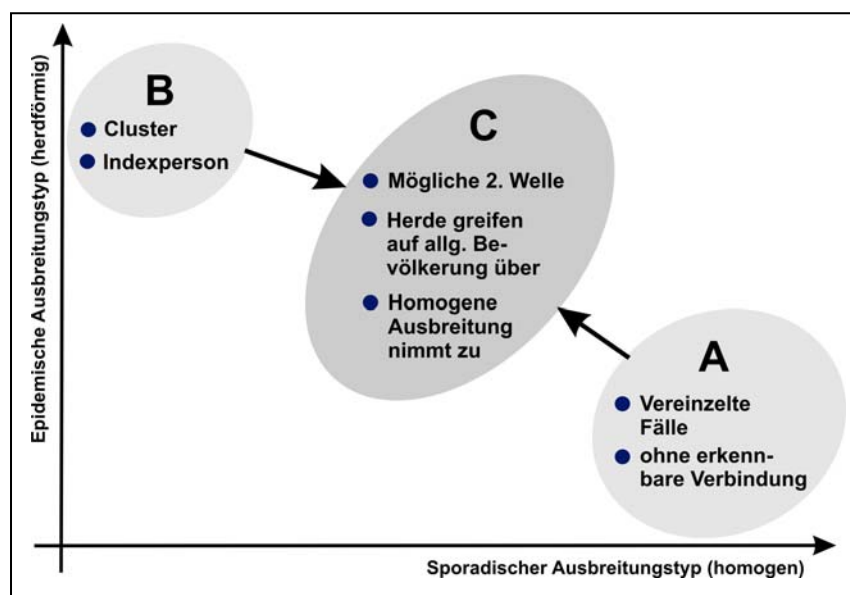 Epidemische Ausbreitungstyp (herdförmig)
B
Cluster
Indexperson
C
Mögliche 2. Welle
Herde greifen
auf allg. Be-
völkerung über
Homogene
Ausbreitung
nimmt zu
A
Vereinzelte
Fälle
ohne erkenn-
bare Verbindung
Sporadischer Ausbreitungstyp (homogen)